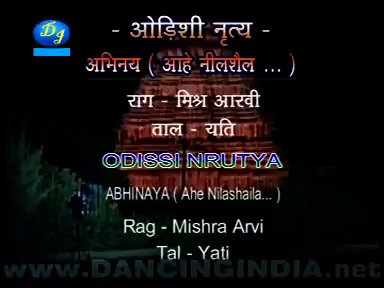 DJ
- ओड़िशी नृत्य -
अभिनय ( आहे नीलशैल ... )
राग - मिश्र आरवी
ताल - यति
ODISSI NRUTYA
ABHINAYA ( Ahe Nilashaila... )
Rag - Mishra Arvi
Tal - Yati
www.DANCINGINDIA.net